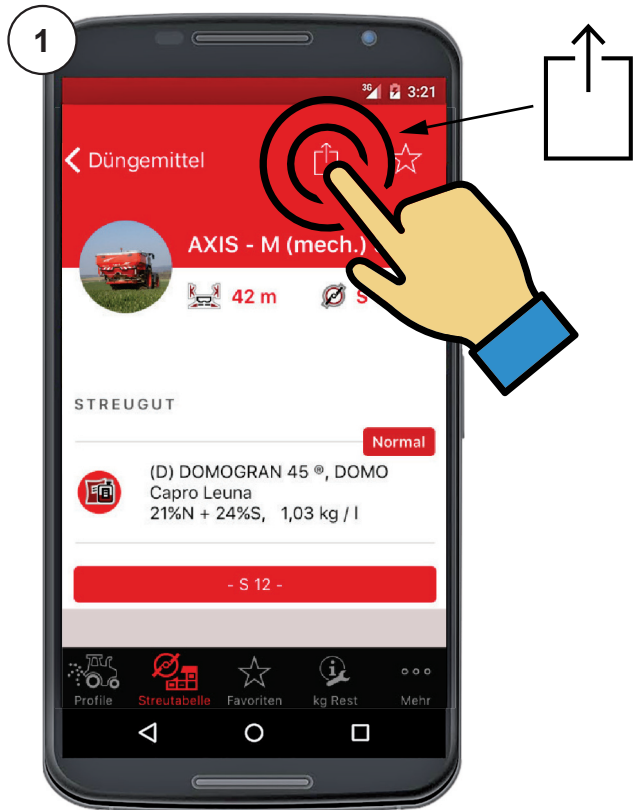 1
3G 3:21
Düngemittel
AXIS - M (mech.)
42 m S
STREUGUT
Normal
(D) DOMOGRAN 45 ®, DOMO
Capro Leuna
21%N + 24%S, 1,03 kg / l
- S 12 -
Profile Streutabelle Favoriten kg Rest Mehr